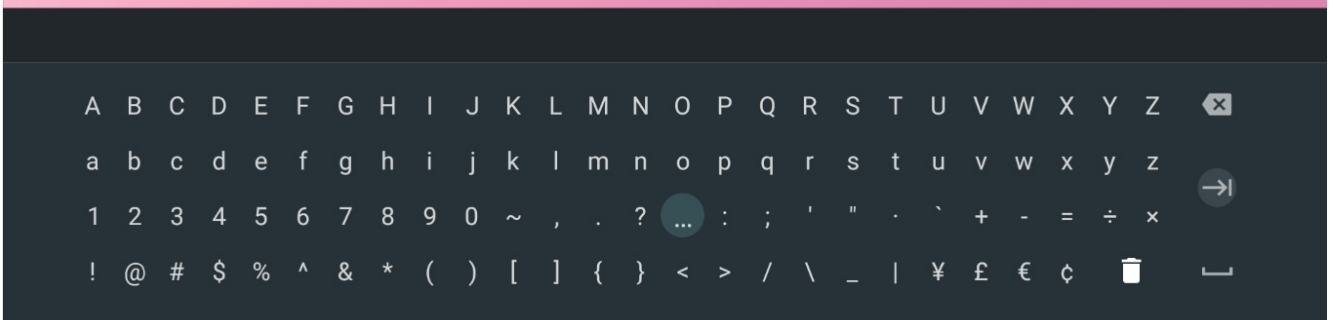 A B C D E F G H I J K L M N O P Q R S T U V W X Y Z
a b c d e f g h i j k l m n o p q r s t u v w x y z
1 2 3 4 5 6 7 8 9 0 ~ , . ? ... : ; ' " · ` + - = ÷ ×
! @ # $ % ^ & * ( ) [ ] { } < > / \ _ | ¥ £ € ¢